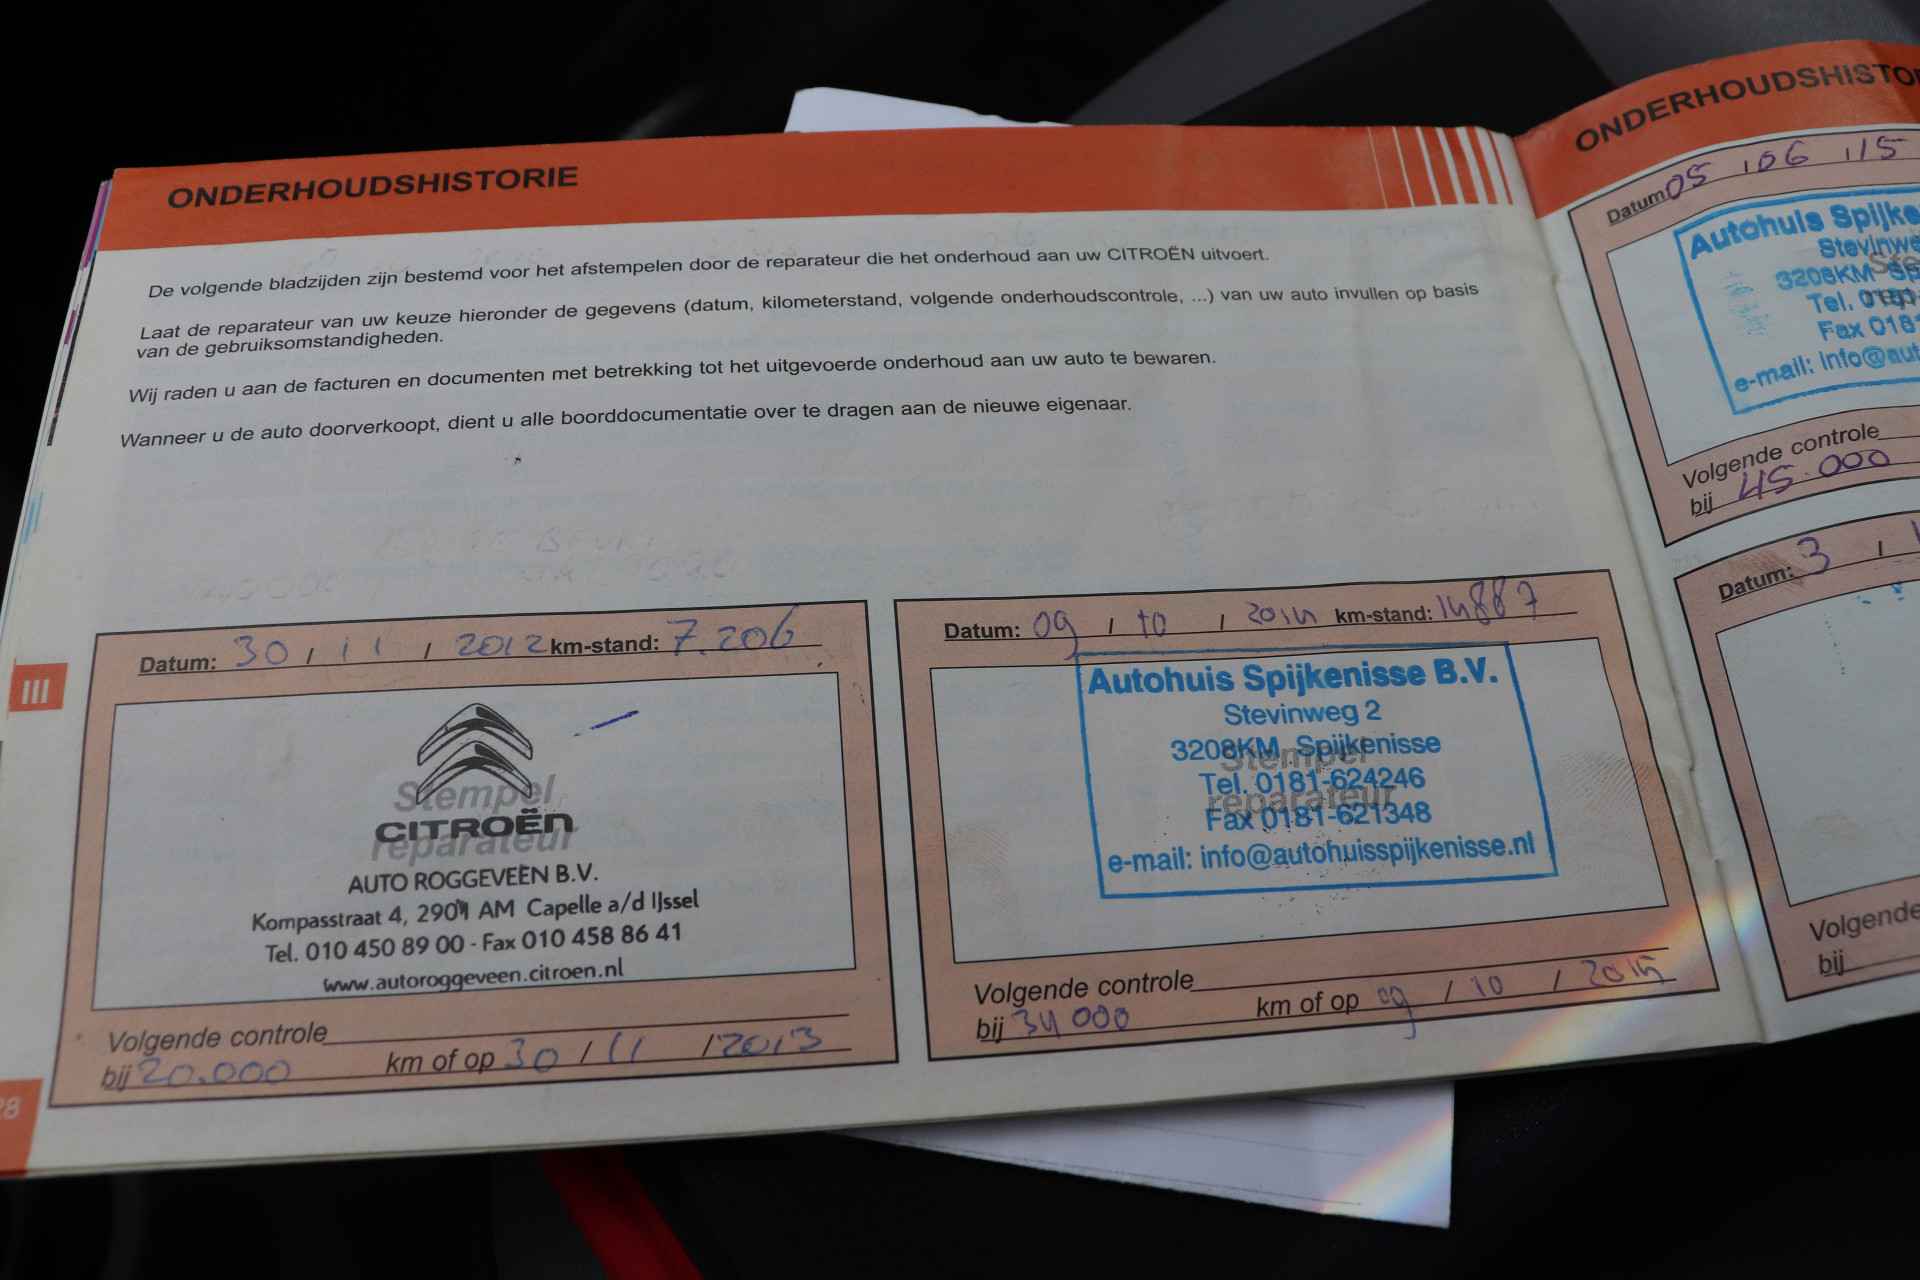 ONDERHOUDSHISTORIE
De volgende bladzijden zijn bestemd voor het afstempelen door de reparateur die het onderhoud aan uw CITROËN uitvoert.
Laat de reparateur van uw keuze hieronder de gegevens (datum, kilometerstand, volgende onderhoudscontrole, ...) van uw auto invullen op basis
van de gebruiksomstandigheden.
Wij raden u aan de facturen en documenten met betrekking tot het uitgevoerde onderhoud aan uw auto te bewaren.
Wanneer u de auto doorverkoopt, dient u alle boorddocumentatie over te dragen aan de nieuwe eigenaar.
III
28
Datum: 30 / 11 / 2012 km-stand: 7.206
Stempel
CITROËN
reparateur
AUTO ROGGEVEEN B.V.
Kompasstraat 4, 2901 AM Capelle a/d IJssel
Tel. 010 450 89 00 - Fax 010 458 86 41
www.autoroggeveen.citroen.nl
Volgende controle
bij 20.000 km of op 30 / 11 / 2013
Datum: 09 / 10 / 2014 km-stand: 14887
Autohuis Spijkenisse B.V.
Stevinweg 2
3208KM Spijkenisse
Stempel
Tel. 0181-624246
reparateur
Fax 0181-621348
e-mail: info@autohuisspijkenisse.nl
Volgende controle
bij 34 000 km of op 09 / 10 / 2015
ONDERHOUDSHISTO
Datum 05 / 06 / 15
Autohuis Spijke
Stevinwe
3208KM Sp
Tel. 0181
Fax 018
e-mail: info@aut
Volgende controle
bij 45.000
Datum: 3 /
Volgende
bij